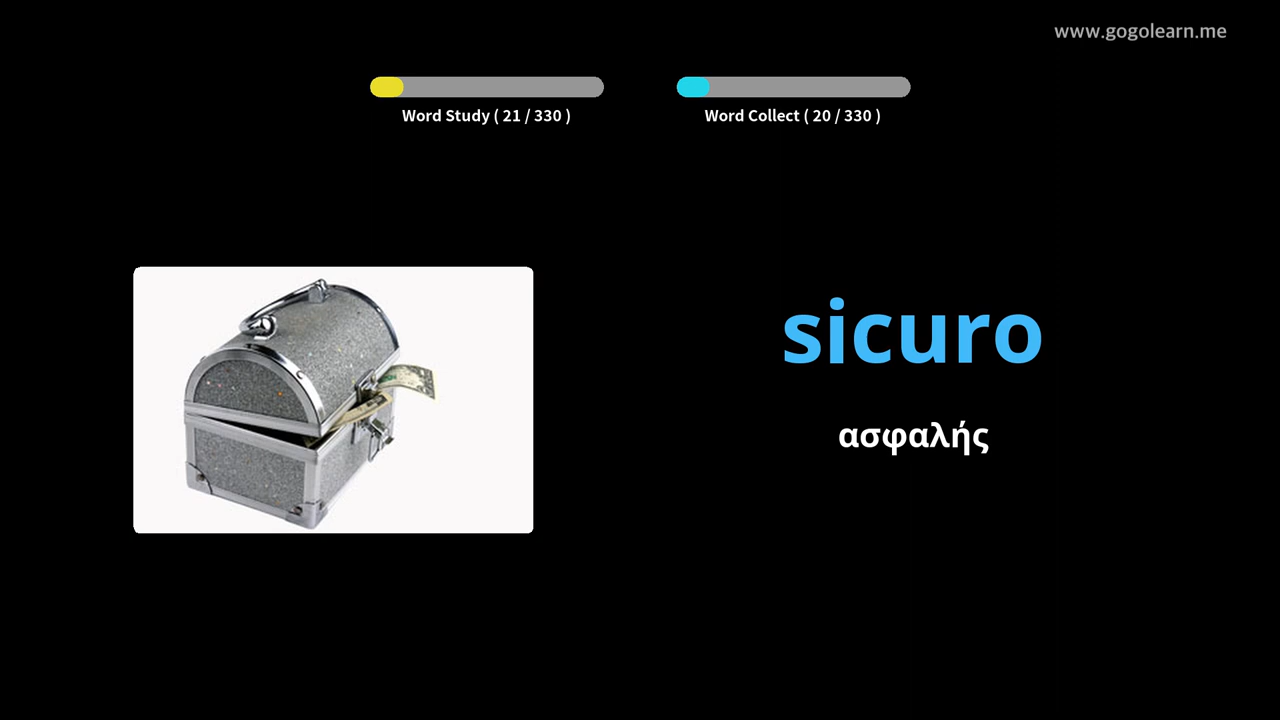 www.gogolearn.me
Word Study ( 21 / 330 )
Word Collect ( 20 / 330 )
sicuro
ασφαλής